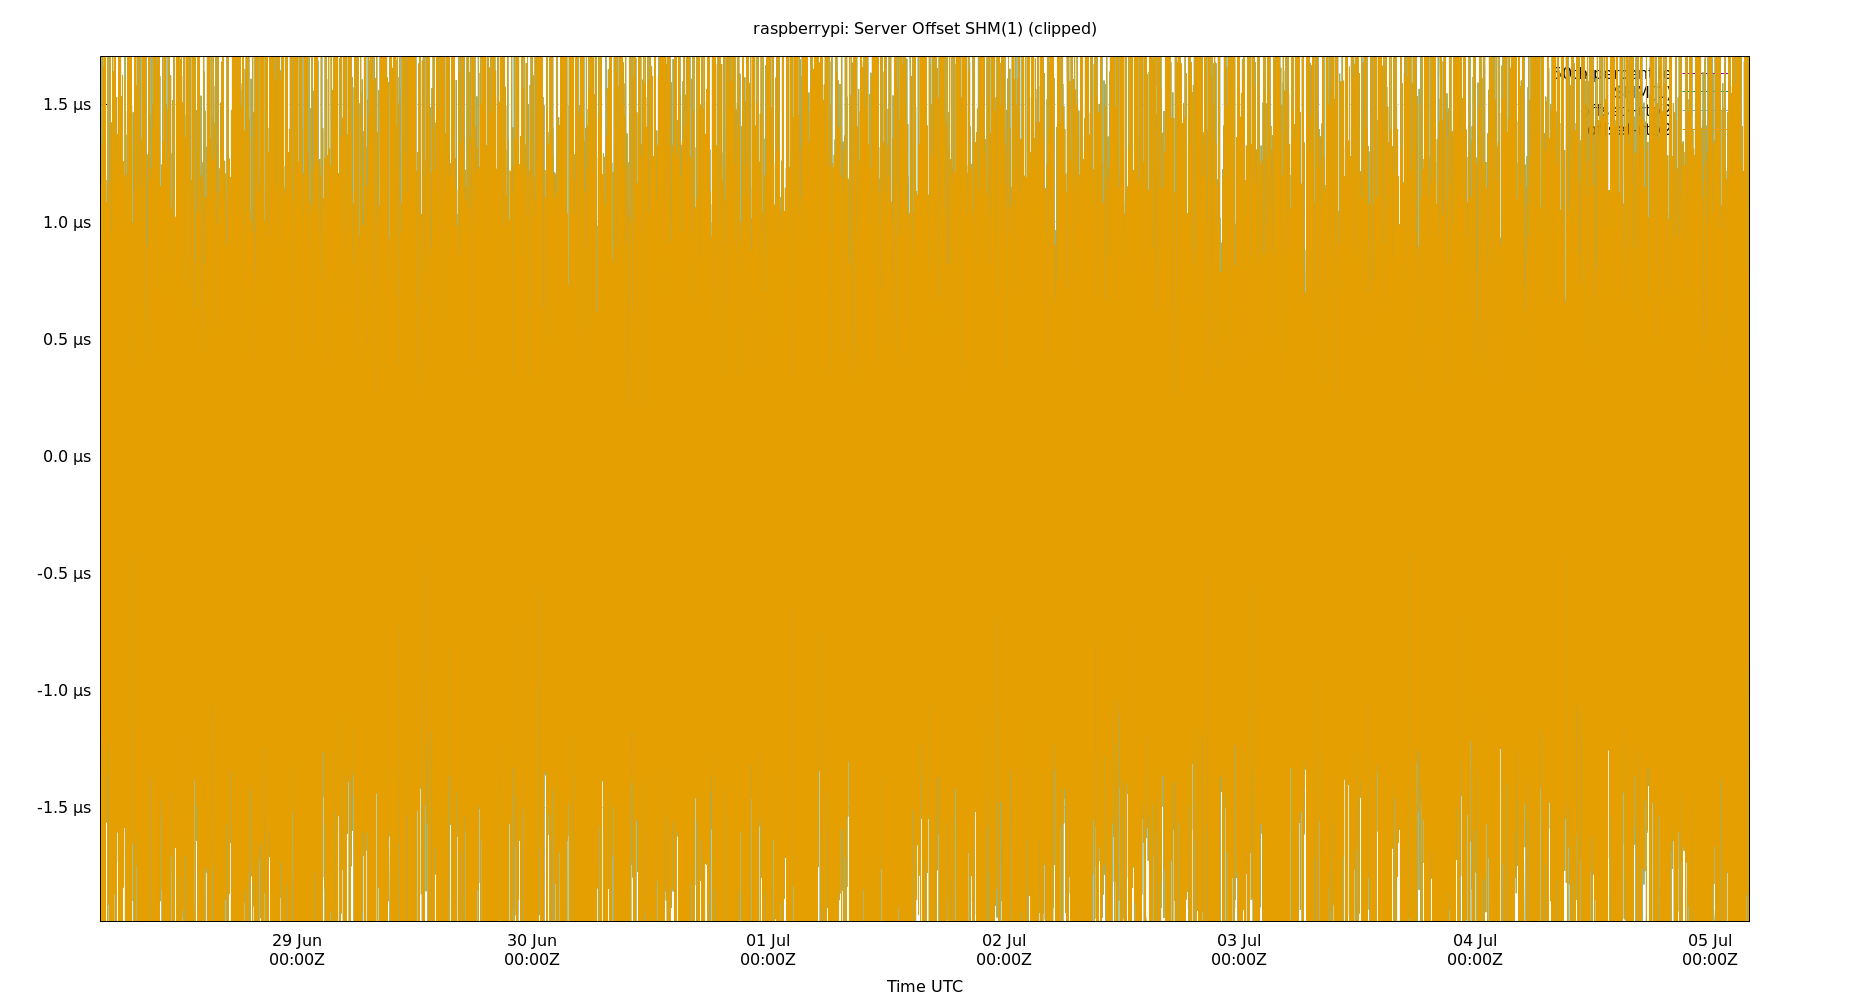 raspberrypi: Server Offset SHM(1) (clipped)
1.5 µs
1.0 µs
0.5 µs
0.0 µs
-0.5 µs
-1.0 µs
-1.5 µs
29 Jun 30 Jun 01 Jul 02 Jul 03 Jul 04 Jul 05 Jul
00:00Z 00:00Z 00:00Z 00:00Z 00:00Z 00:00Z 00:00Z
Time UTC